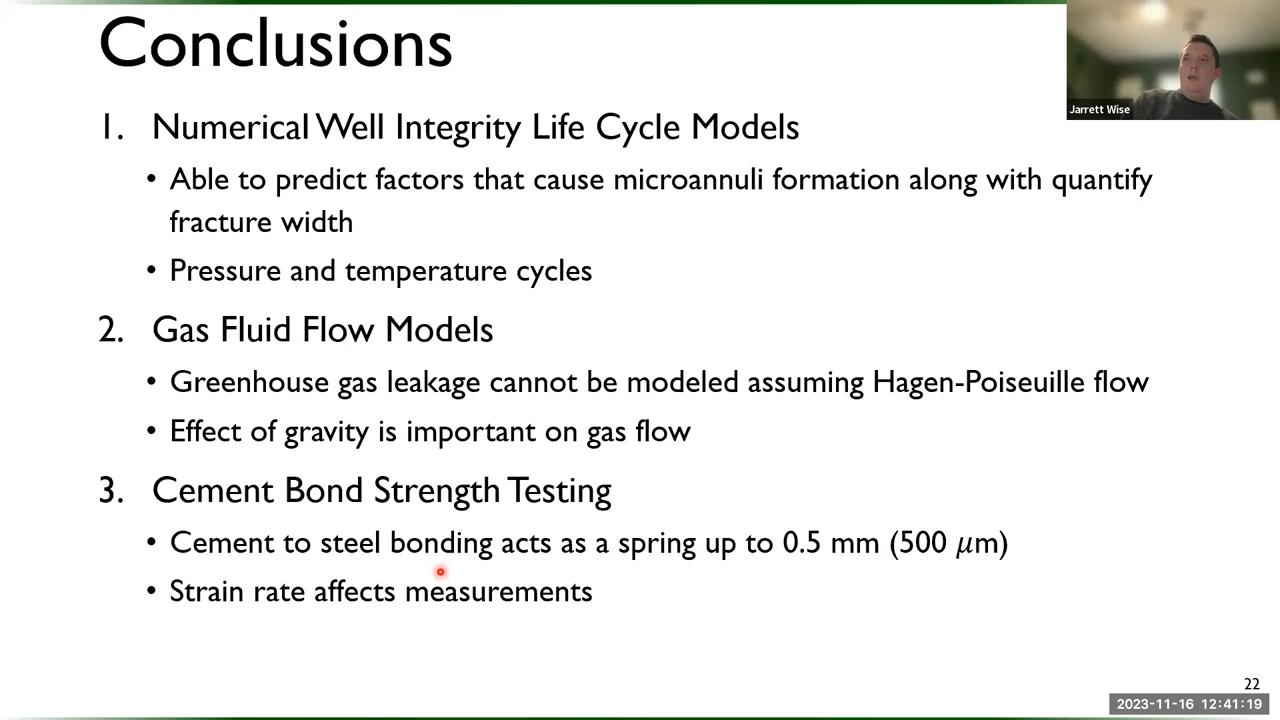 Conclusions
Jarrett Wise
1. Numerical Well Integrity Life Cycle Models
• Able to predict factors that cause microannuli formation along with quantify
fracture width
• Pressure and temperature cycles
2. Gas Fluid Flow Models
• Greenhouse gas leakage cannot be modeled assuming Hagen-Poiseuille flow
• Effect of gravity is important on gas flow
3. Cement Bond Strength Testing
• Cement to steel bonding acts as a spring up to 0.5 mm (500 μm)
• Strain rate affects measurements
22
2023-11-16 12:41:19